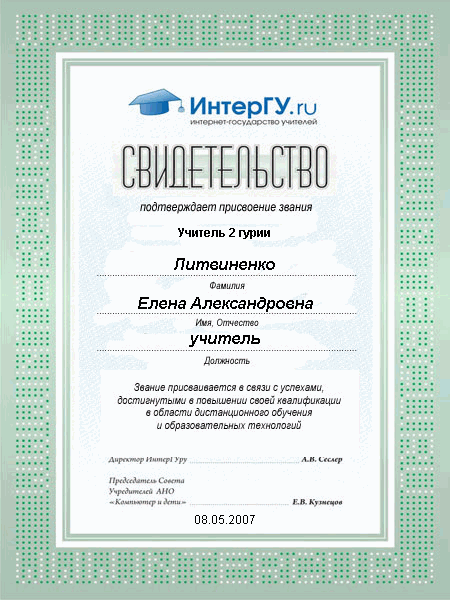 ИнтерГУ.ru
интернет-государство учителей
СВИДЕТЕЛЬСТВО
подтверждает присвоение звания
Учитель 2 гурии
Литвиненко
Фамилия
Елена Александровна
Имя, Отчество
учитель
Должность
Звание присваивается в связи с успехами,
достигнутыми в повышении своей квалификации
в области дистанционного обучения
и образовательных технологий
Директор ИнтерГУру А.В. Сеслер
Председатель Совета
Учредителей АНО
«Компьютер и дети» Е.В. Кузнецов
08.05.2007